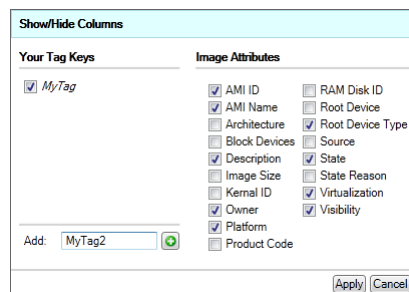 Show/Hide Columns
Your Tag Keys
MyTag
Add: MyTag2
Image Attributes
AMI ID
AMI Name
Architecture
Block Devices
Description
Image Size
Kernal ID
Owner
Platform
Product Code
RAM Disk ID
Root Device
Root Device Type
Source
State
State Reason
Virtualization
Visibility
Apply Cancel